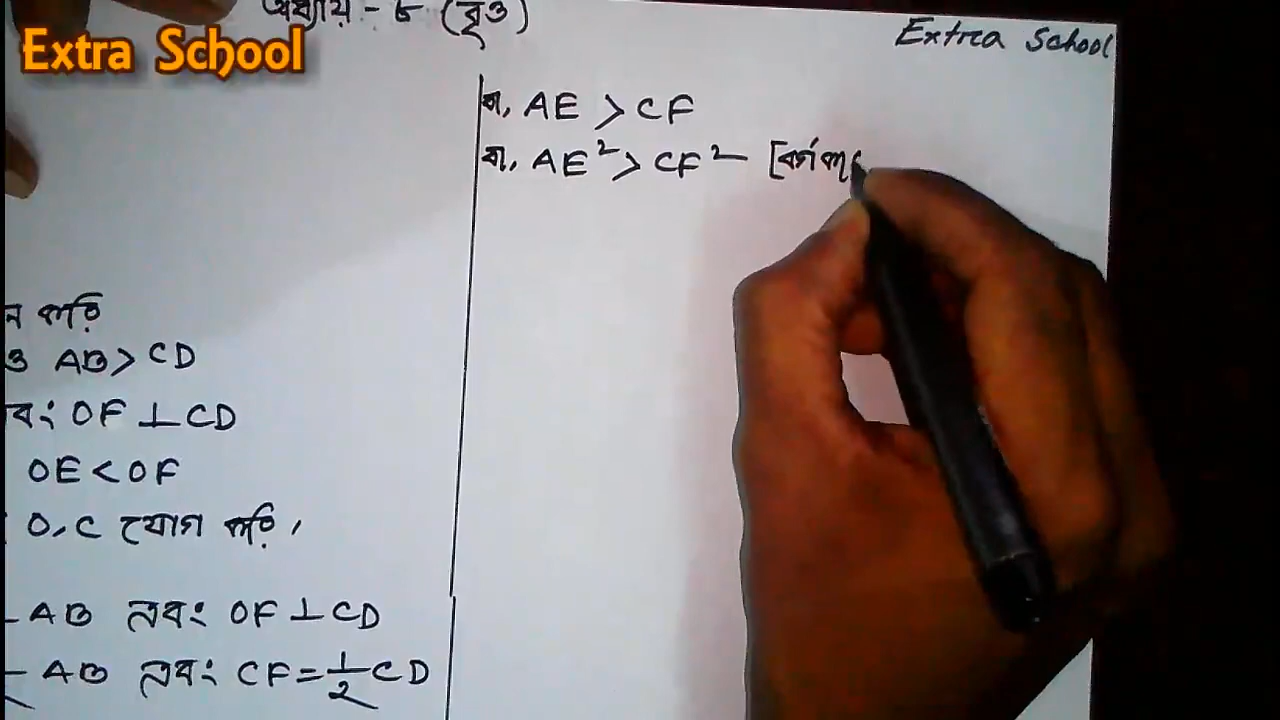 অধ্যায় - ৮ (বৃত্ত)
Extra School
Extra School
ন করি
ও AB > CD
বং OF ⊥ CD
OE < OF
O, C যোগ করি।
AB এবং OF ⊥ CD
AB এবং CF = 1/2 CD
বা, AE > CF
বা, AE² > CF² — [বর্গ কর